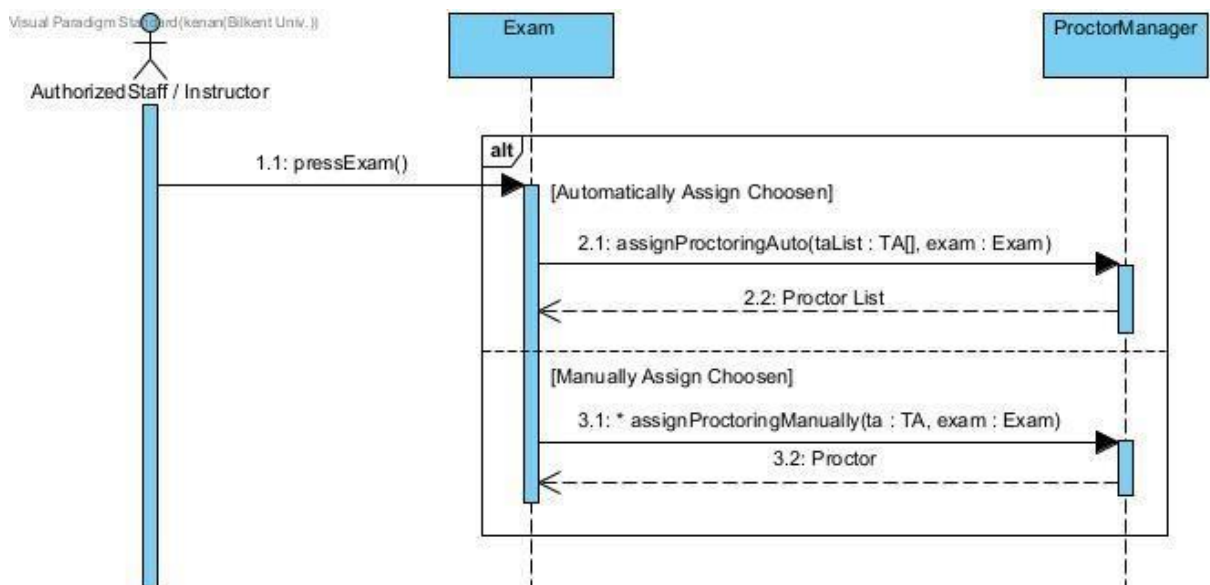 Visual Paradigm Standard(kenan(Bilkent Univ.))
Exam
ProctorManager
AuthorizedStaff / Instructor
alt
1.1: pressExam()
[Automatically Assign Choosen]
2.1: assignProctoringAuto(taList : TA[], exam : Exam)
2.2: Proctor List
[Manually Assign Choosen]
3.1: * assignProctoringManually(ta : TA, exam : Exam)
3.2: Proctor